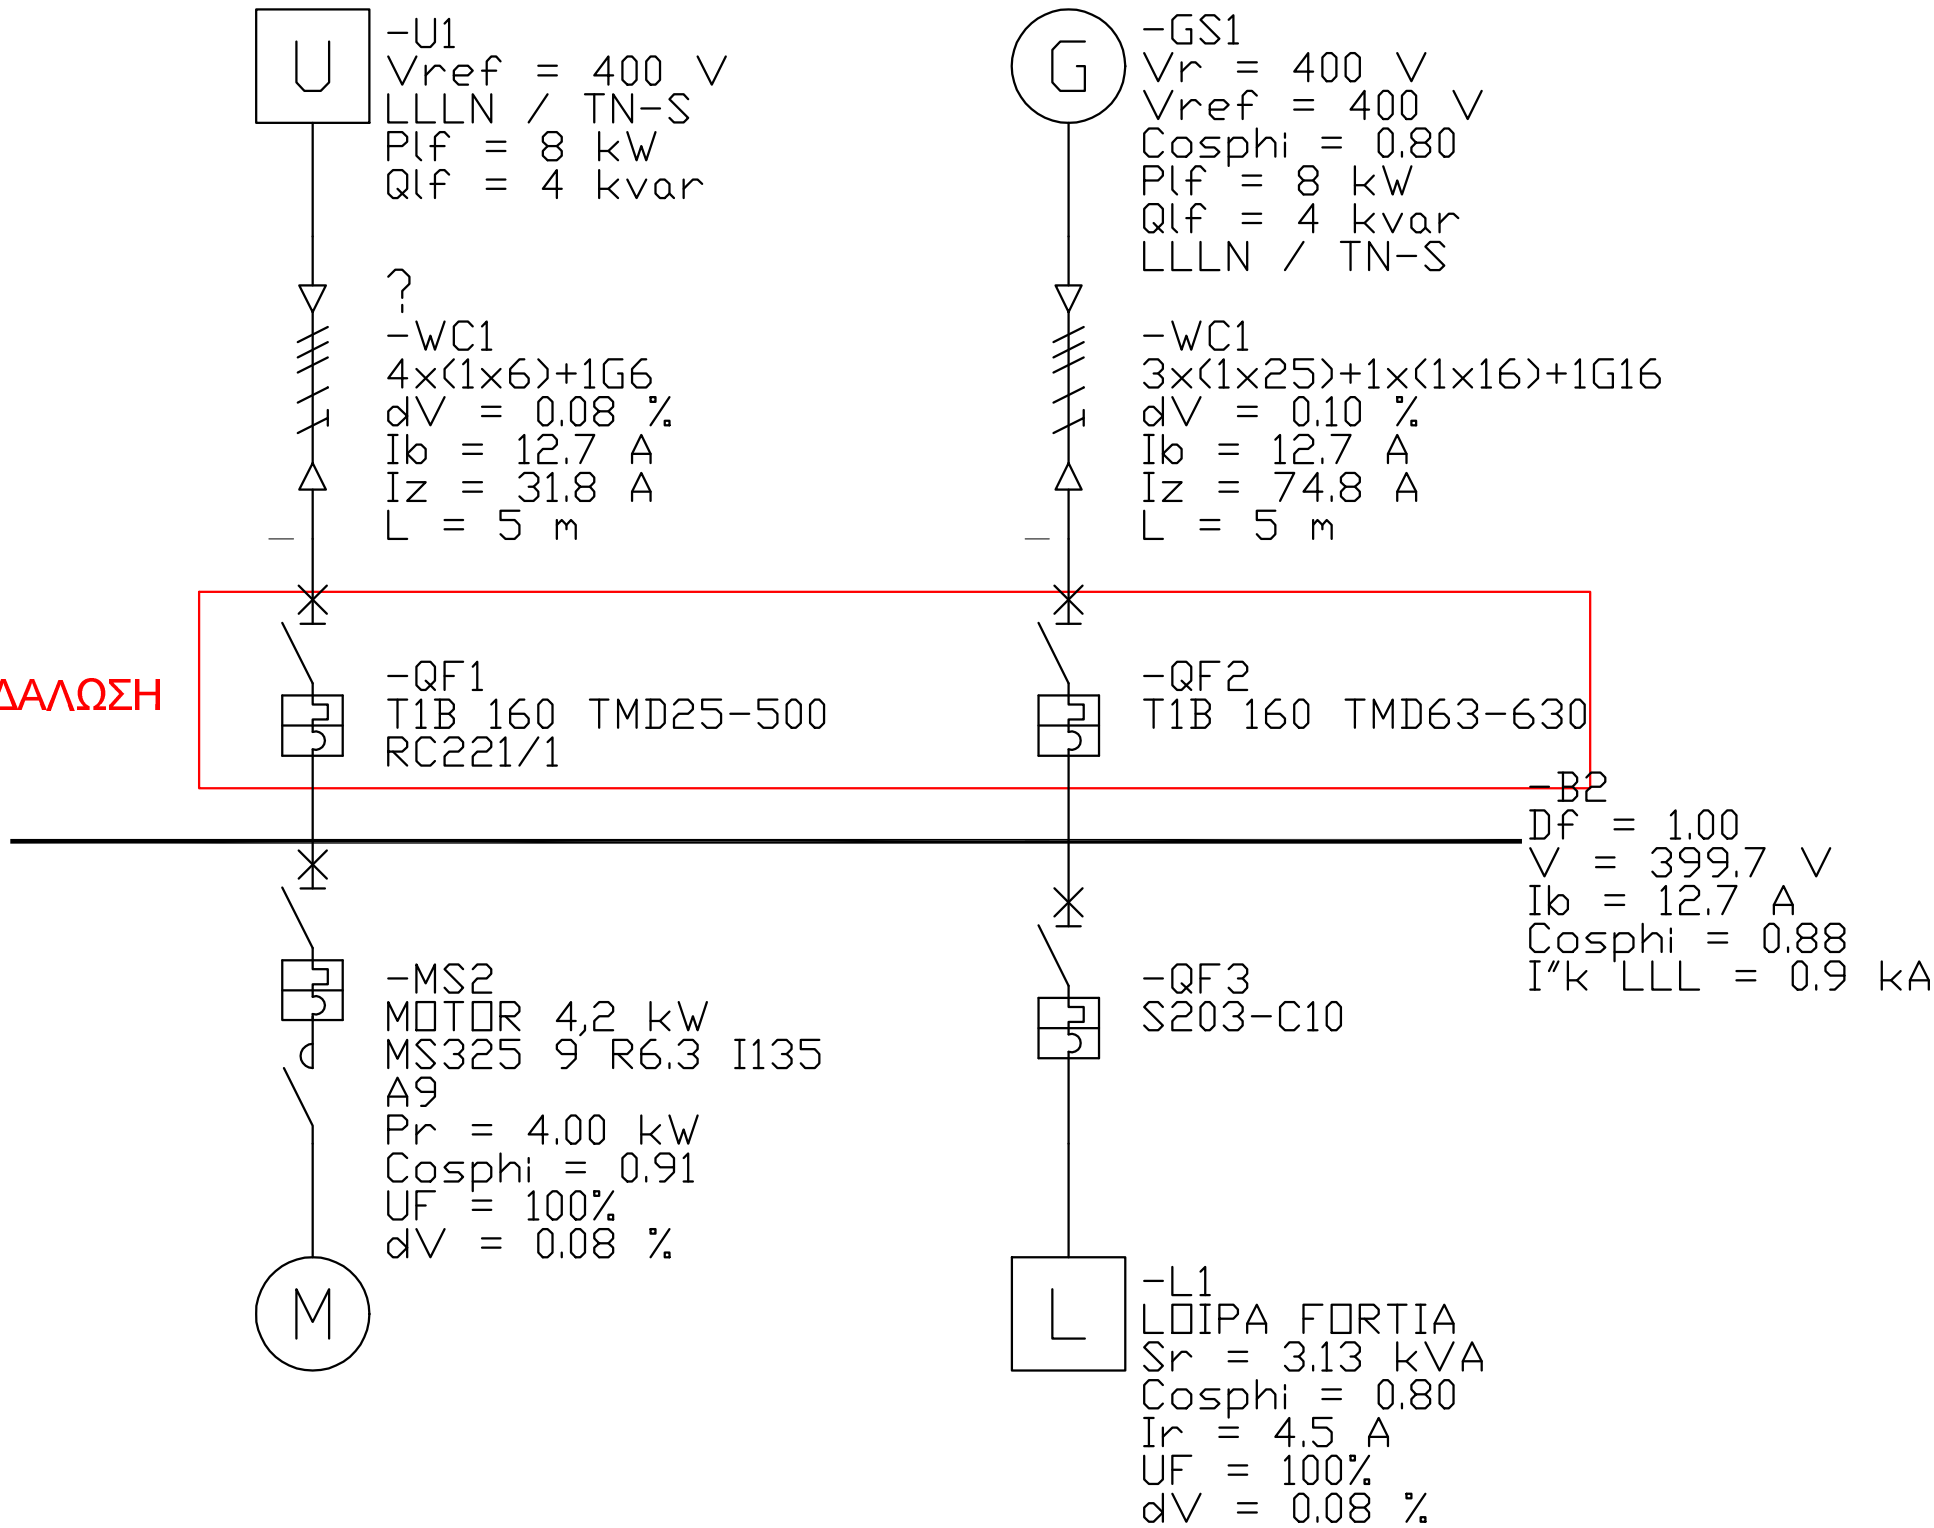 U
-U1
Vref = 400 V
LLLN / TN-S
Plf = 8 kW
Qlf = 4 kvar
G
-GS1
Vr = 400 V
Vref = 400 V
Cosphi = 0.80
Plf = 8 kW
Qlf = 4 kvar
LLLN / TN-S
?
-WC1
4x(1x6)+1G6
dV = 0.08 %
Ib = 12.7 A
Iz = 31.8 A
L = 5 m
-WC1
3x(1x25)+1x(1x16)+1G16
dV = 0.10 %
Ib = 12.7 A
Iz = 74.8 A
L = 5 m
ΔΑΛΩΣΗ
-QF1
T1B 160 TMD25-500
RC221/1
-QF2
T1B 160 TMD63-630
-B2
Df = 1.00
V = 399.7 V
Ib = 12.7 A
Cosphi = 0.88
I"k LLL = 0.9 kA
-MS2
MOTOR 4,2 kW
MS325 9 R6.3 I135
A9
Pr = 4.00 kW
Cosphi = 0.91
UF = 100%
dV = 0.08 %
M
-QF3
S203-C10
L
-L1
LOIPA FORTIA
Sr = 3.13 kVA
Cosphi = 0.80
Ir = 4.5 A
UF = 100%
dV = 0.08 %